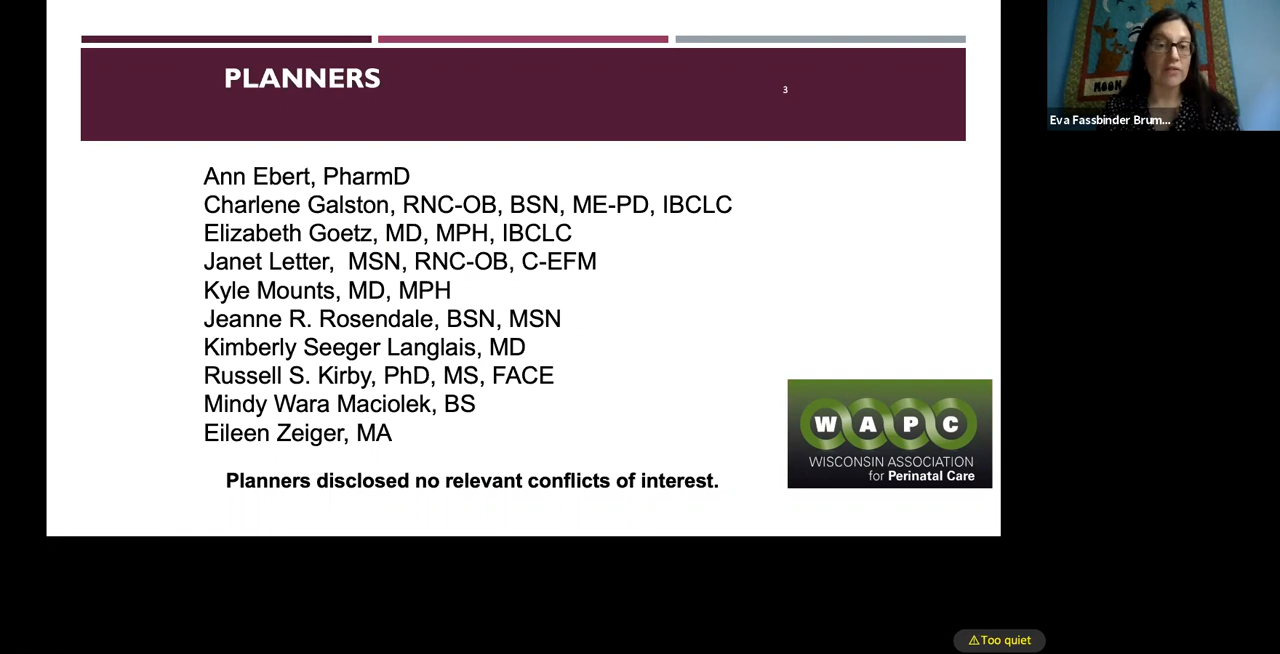 PLANNERS
3
Ann Ebert, PharmD
Charlene Galston, RNC-OB, BSN, ME-PD, IBCLC
Elizabeth Goetz, MD, MPH, IBCLC
Janet Letter, MSN, RNC-OB, C-EFM
Kyle Mounts, MD, MPH
Jeanne R. Rosendale, BSN, MSN
Kimberly Seeger Langlais, MD
Russell S. Kirby, PhD, MS, FACE
Mindy Wara Maciolek, BS
Eileen Zeiger, MA
Planners disclosed no relevant conflicts of interest.
WAPC
WISCONSIN ASSOCIATION
for Perinatal Care
MOON
Eva Fassbinder Brum...
⚠Too quiet